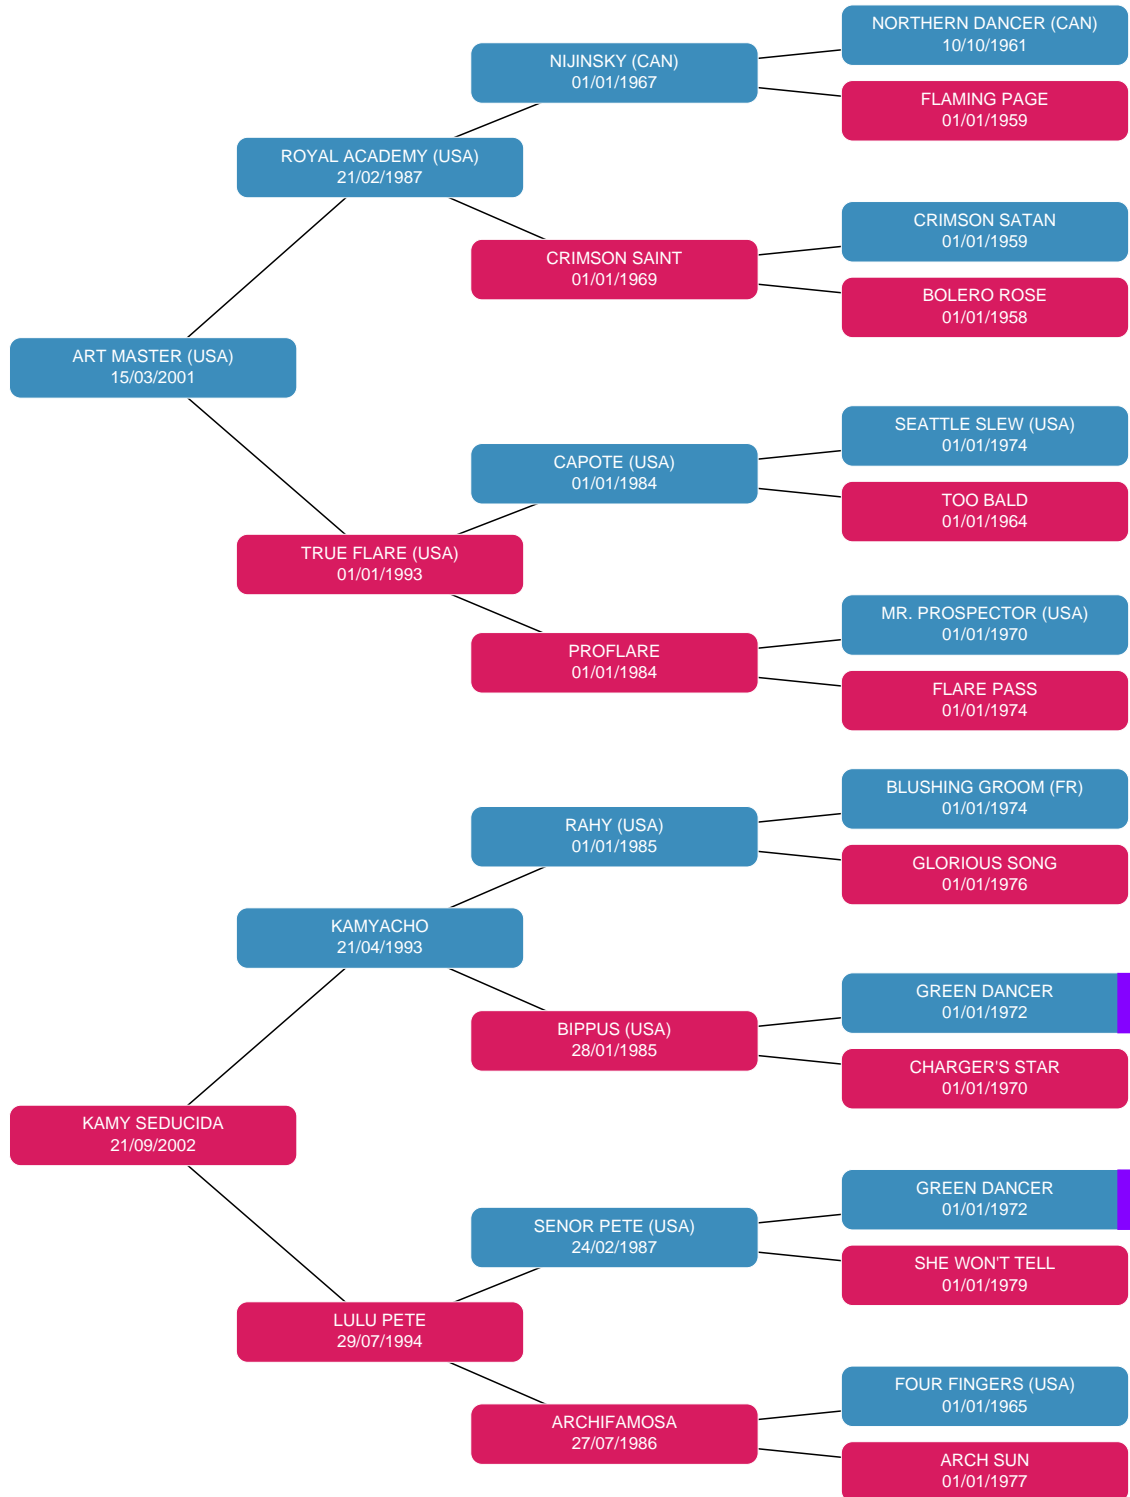 NORTHERN DANCER (CAN)
10/10/1961
NIJINSKY (CAN)
01/01/1967
FLAMING PAGE
01/01/1959
ROYAL ACADEMY (USA)
21/02/1987
CRIMSON SATAN
01/01/1959
CRIMSON SAINT
01/01/1969
BOLERO ROSE
01/01/1958
ART MASTER (USA)
15/03/2001
SEATTLE SLEW (USA)
01/01/1974
CAPOTE (USA)
01/01/1984
TOO BALD
01/01/1964
TRUE FLARE (USA)
01/01/1993
MR. PROSPECTOR (USA)
01/01/1970
PROFLARE
01/01/1984
FLARE PASS
01/01/1974
BLUSHING GROOM (FR)
01/01/1974
RAHY (USA)
01/01/1985
GLORIOUS SONG
01/01/1976
KAMYACHO
21/04/1993
GREEN DANCER
01/01/1972
BIPPUS (USA)
28/01/1985
CHARGER'S STAR
01/01/1970
KAMY SEDUCIDA
21/09/2002
GREEN DANCER
01/01/1972
SENOR PETE (USA)
24/02/1987
SHE WON'T TELL
01/01/1979
LULU PETE
29/07/1994
FOUR FINGERS (USA)
01/01/1965
ARCHIFAMOSA
27/07/1986
ARCH SUN
01/01/1977